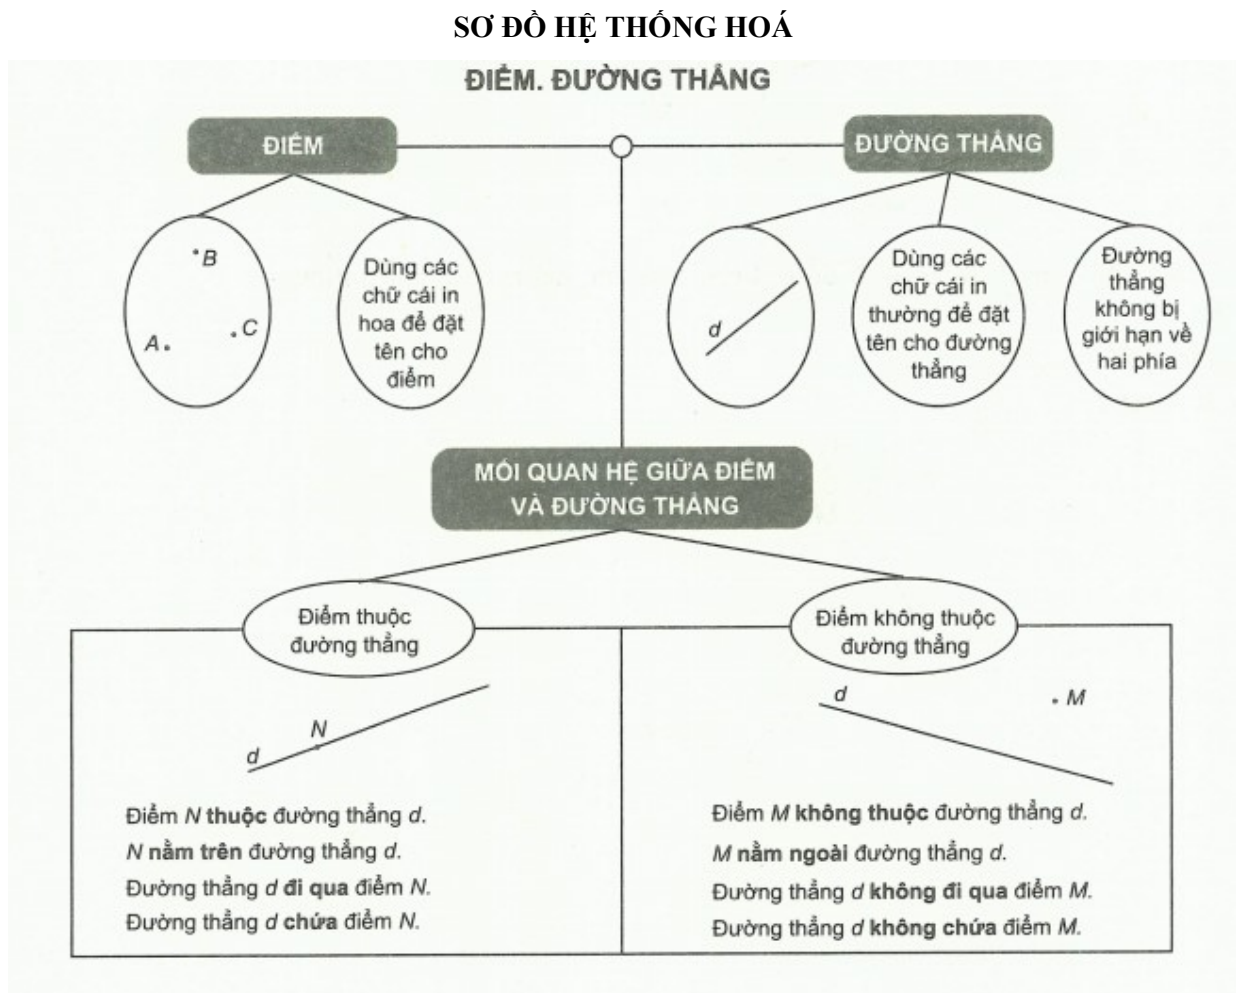 SƠ ĐỒ HỆ THỐNG HOÁ
ĐIỂM. ĐƯỜNG THẲNG
ĐIỂM
ĐƯỜNG THẲNG
B
A
C
Dùng các
chữ cái in
hoa để đặt
tên cho
điểm
d
Dùng các
chữ cái in
thường để đặt
tên cho đường
thẳng
Đường
thẳng
không bị
giới hạn về
hai phía
MỐI QUAN HỆ GIỮA ĐIỂM
VÀ ĐƯỜNG THẲNG
Điểm thuộc
đường thẳng
d
N
Điểm N thuộc đường thẳng d.
N nằm trên đường thẳng d.
Đường thẳng d đi qua điểm N.
Đường thẳng d chứa điểm N.
Điểm không thuộc
đường thẳng
d
M
Điểm M không thuộc đường thẳng d.
M nằm ngoài đường thẳng d.
Đường thẳng d không đi qua điểm M.
Đường thẳng d không chứa điểm M.